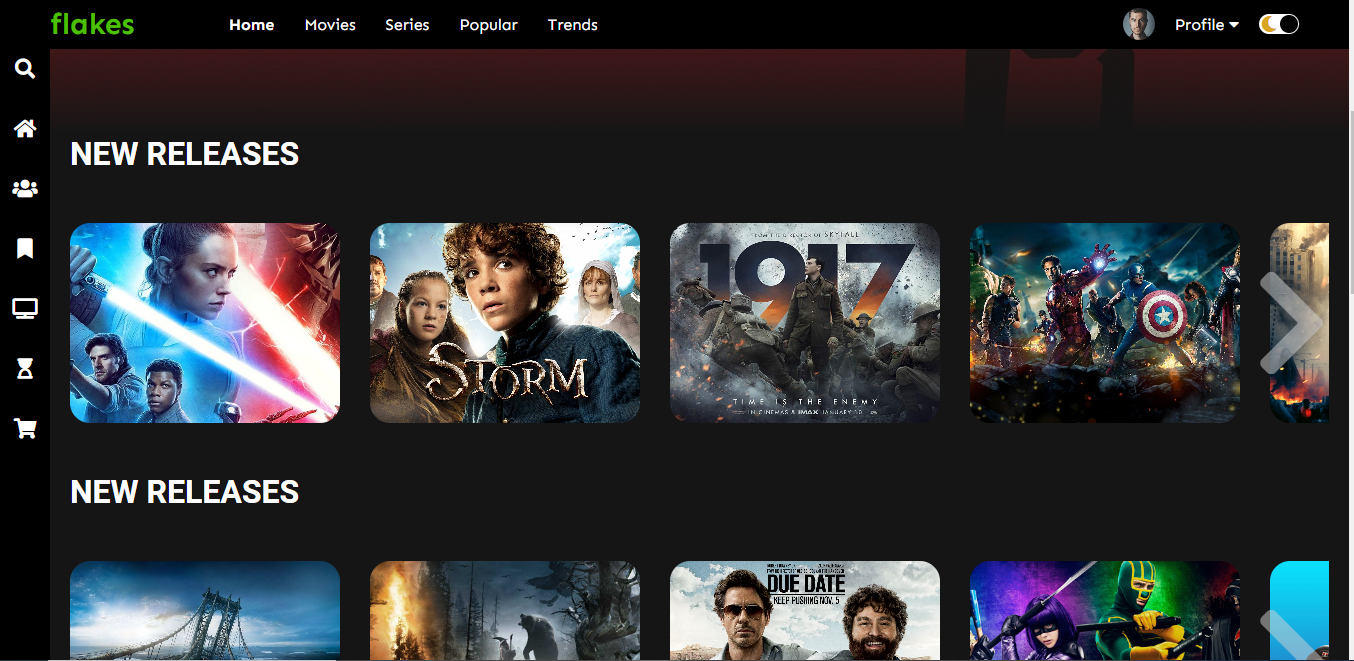 flakes
Home
Movies
Series
Popular
Trends
Profile
NEW RELEASES
STORM
FROM THE DIRECTOR OF SKYFALL
1917
TIME IS THE ENEMY
IN CINEMAS & IMAX JANUARY 10
NEW RELEASES
DUE DATE
KEEP PUSHING NOV. 5